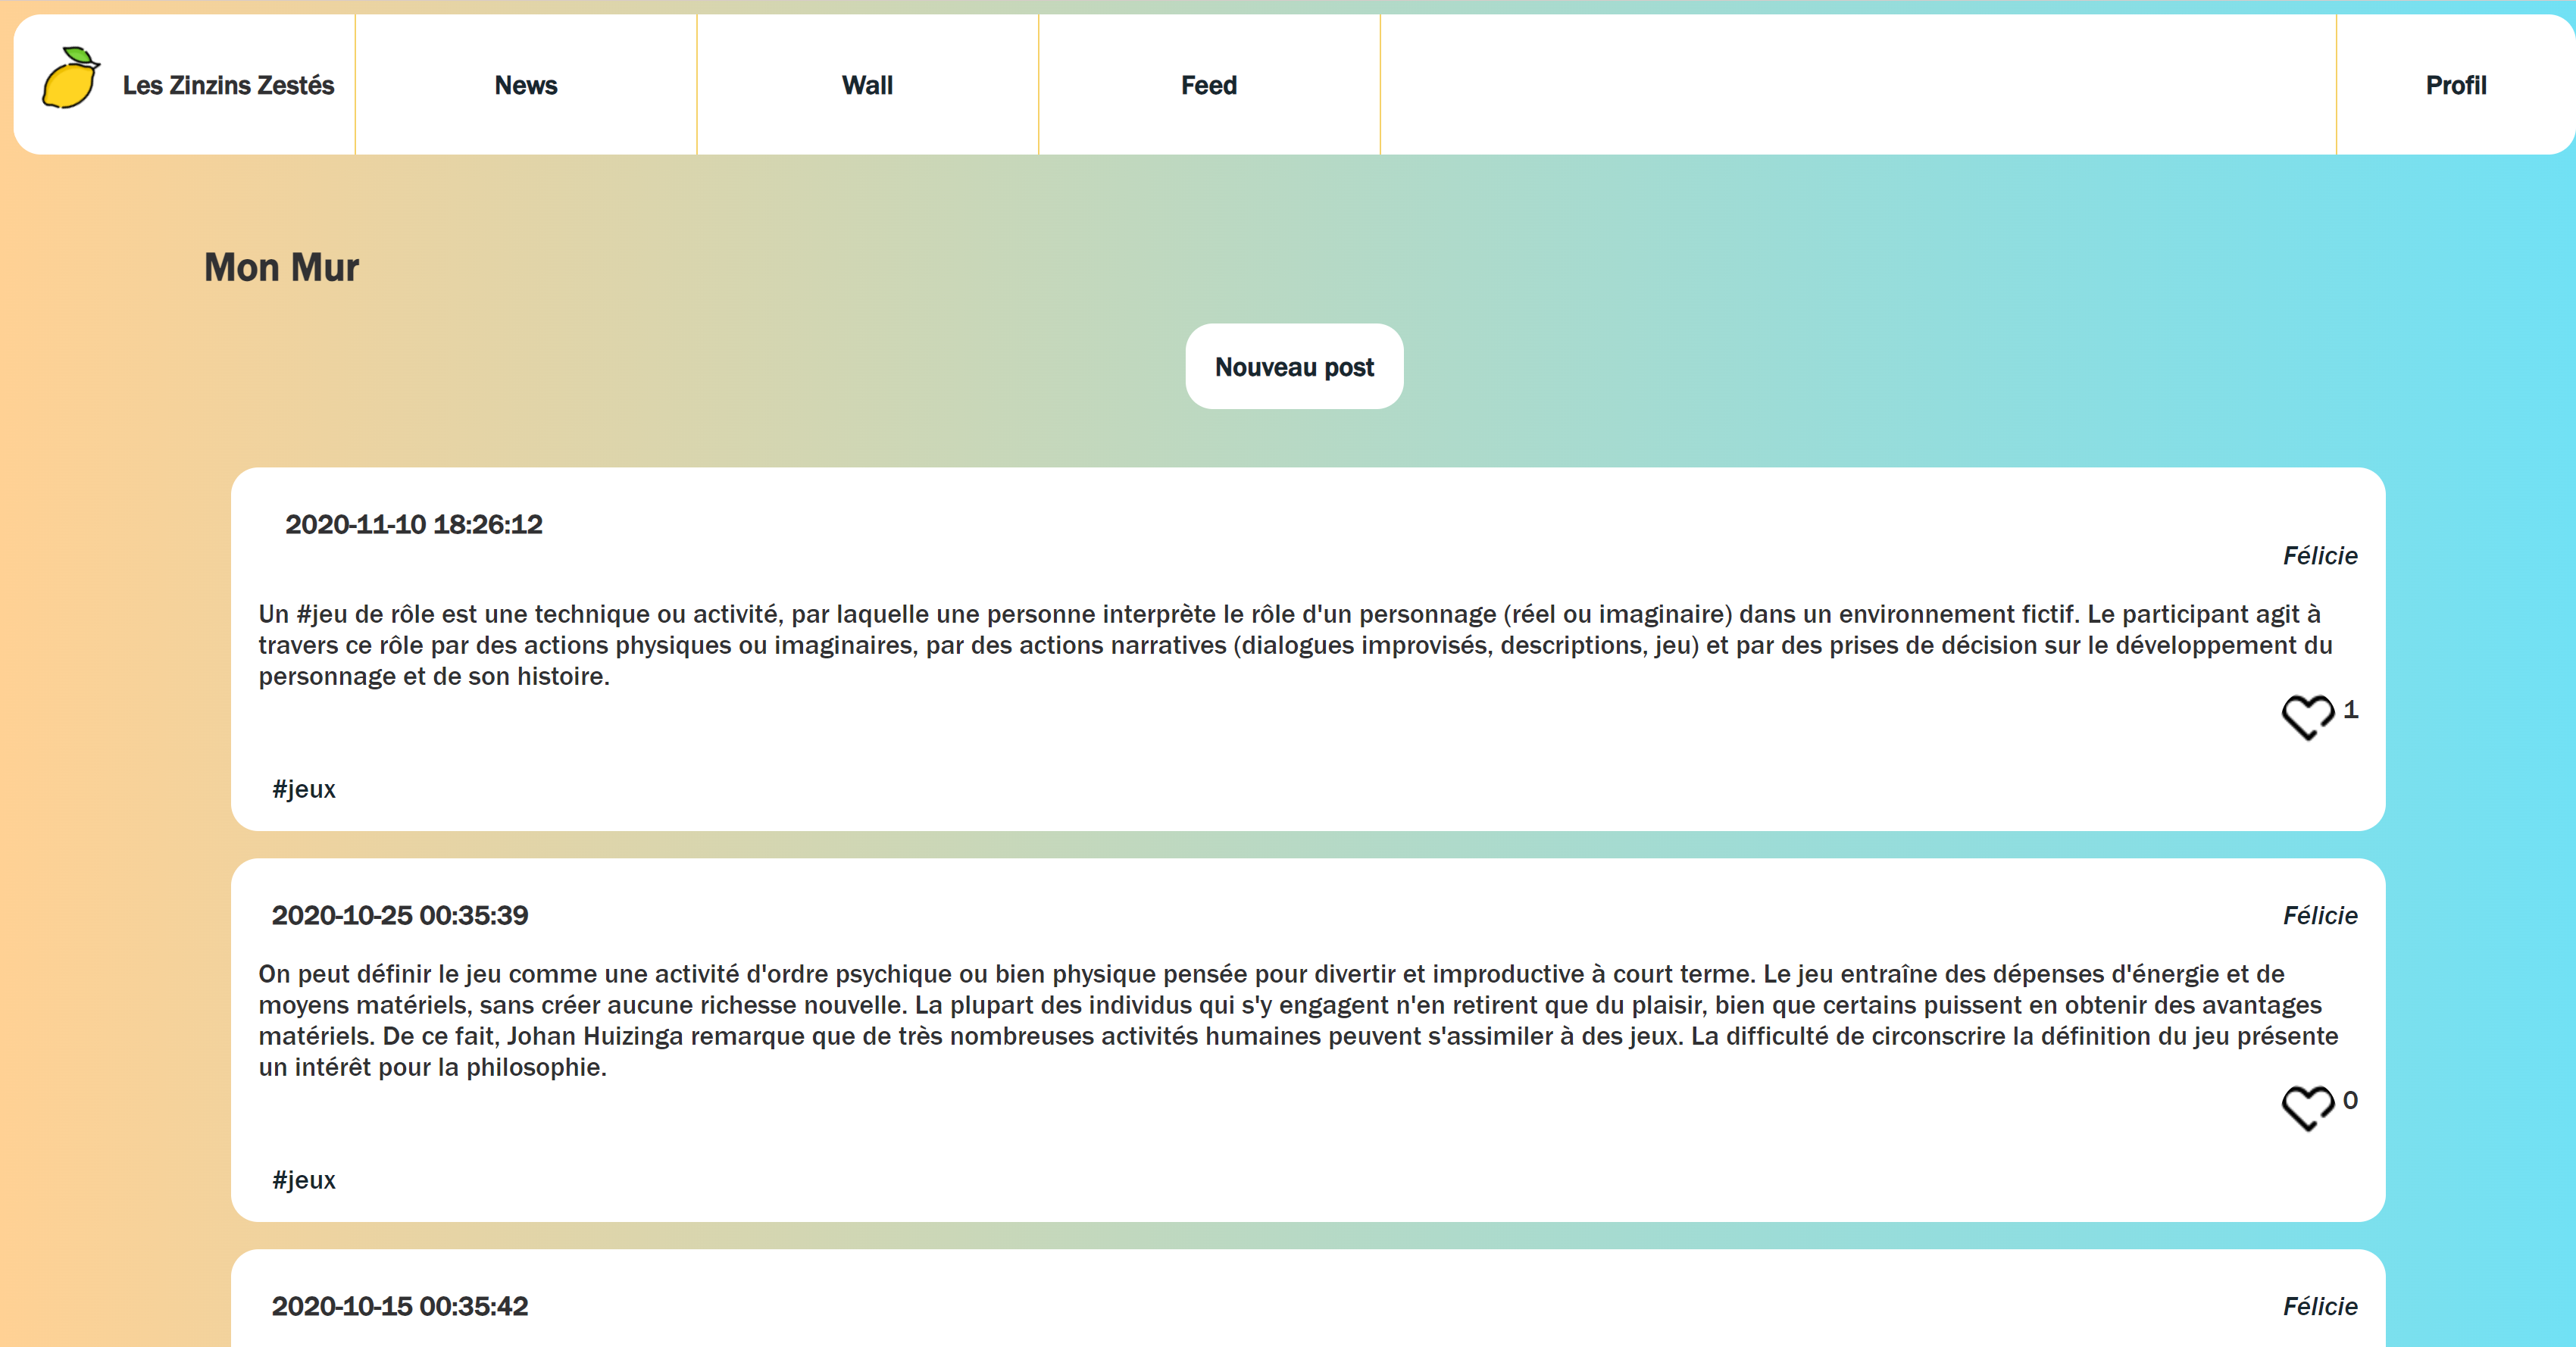 Les Zinzins Zestés
News
Wall
Feed
Profil
Mon Mur
Nouveau post
2020-11-10 18:26:12
Félicie
Un #jeu de rôle est une technique ou activité, par laquelle une personne interprète le rôle d'un personnage (réel ou imaginaire) dans un environnement fictif. Le participant agit à
travers ce rôle par des actions physiques ou imaginaires, par des actions narratives (dialogues improvisés, descriptions, jeu) et par des prises de décision sur le développement du
personnage et de son histoire.
1
#jeux
2020-10-25 00:35:39
Félicie
On peut définir le jeu comme une activité d'ordre psychique ou bien physique pensée pour divertir et improductive à court terme. Le jeu entraîne des dépenses d'énergie et de
moyens matériels, sans créer aucune richesse nouvelle. La plupart des individus qui s'y engagent n'en retirent que du plaisir, bien que certains puissent en obtenir des avantages
matériels. De ce fait, Johan Huizinga remarque que de très nombreuses activités humaines peuvent s'assimiler à des jeux. La difficulté de circonscrire la définition du jeu présente
un intérêt pour la philosophie.
0
#jeux
2020-10-15 00:35:42
Félicie